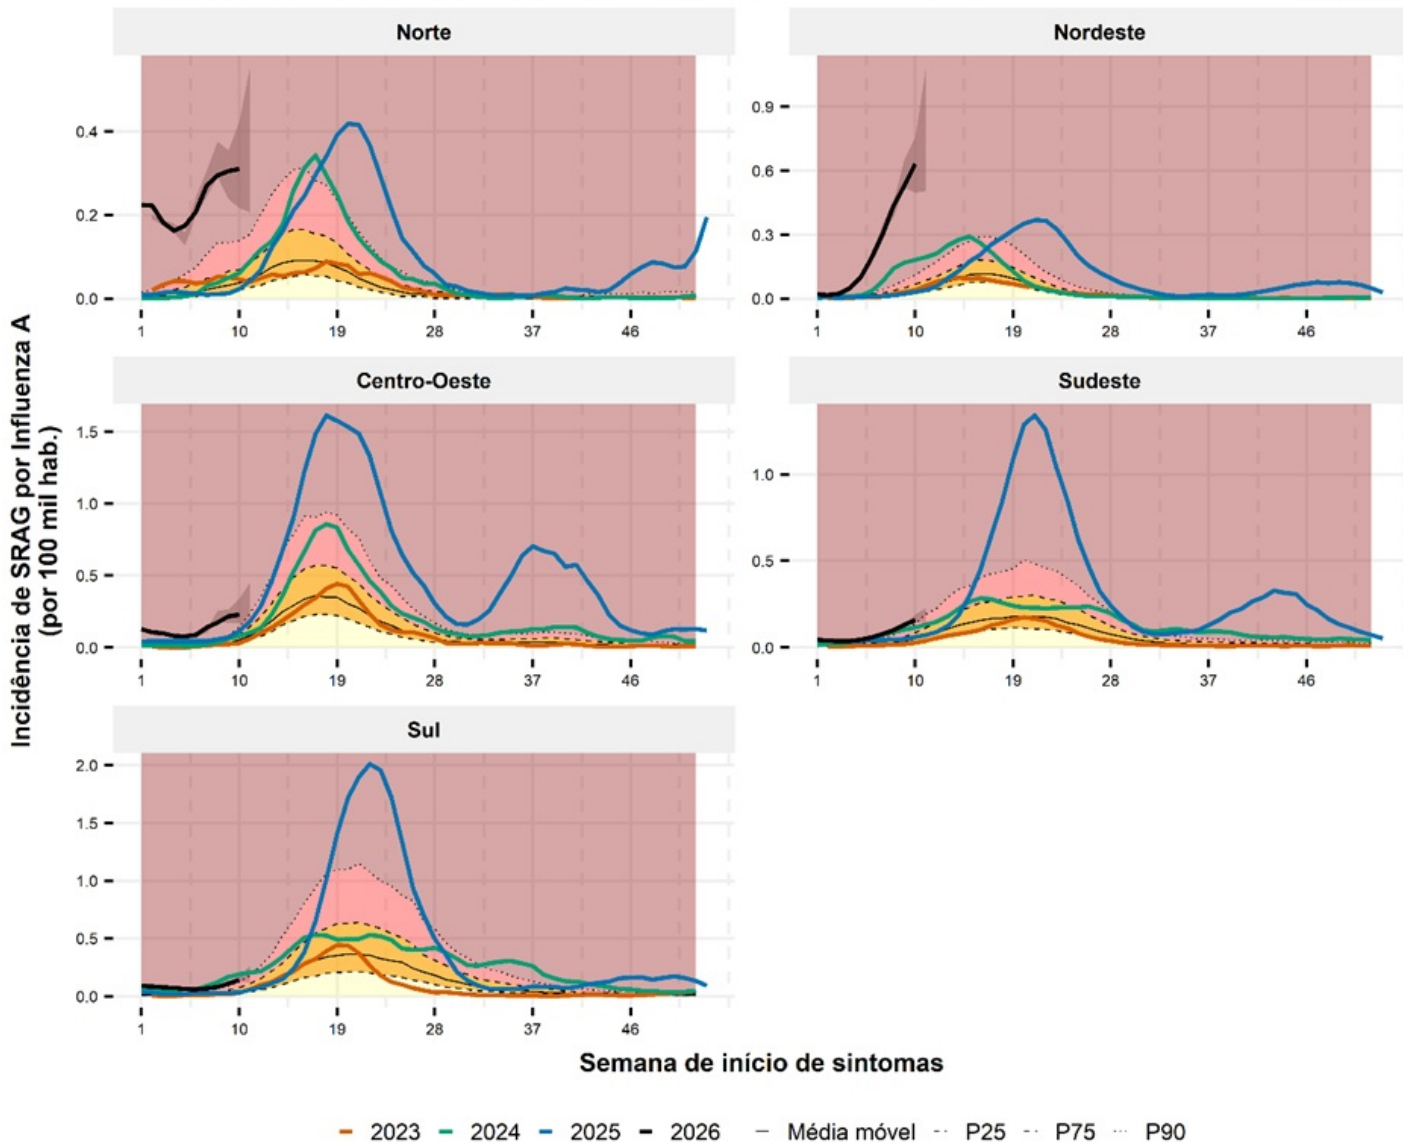 Norte
Nordeste
0.4
0.2
0.0
1 10 19 28 37 46
0.9
0.6
0.3
0.0
1 10 19 28 37 46
Centro-Oeste
Sudeste
1.5
1.0
0.5
0.0
1 10 19 28 37 46
1.0
0.5
0.0
1 10 19 28 37 46
Sul
2.0
1.5
1.0
0.5
0.0
1 10 19 28 37 46
Incidência de SRAG por Influenza A
(por 100 mil hab.)
Semana de início de sintomas
2023 2024 2025 2026 Média móvel P25 P75 P90